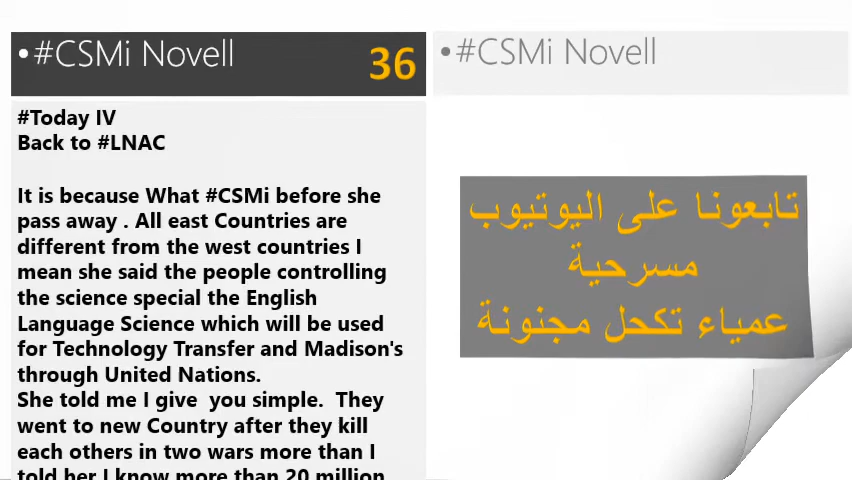 •#CSMi Novell
36
#Today IV
Back to #LNAC
It is because What #CSMi before she
pass away . All east Countries are
different from the west countries I
mean she said the people controlling
the science special the English
Language Science which will be used
for Technology Transfer and Madison's
through United Nations.
She told me I give  you simple.  They
went to new Country after they kill
each others in two wars more than I
told her I know more than 20 million
•#CSMi Novell
تابعونا على اليوتيوب
مسرحية
عمياء تكحل مجنونة